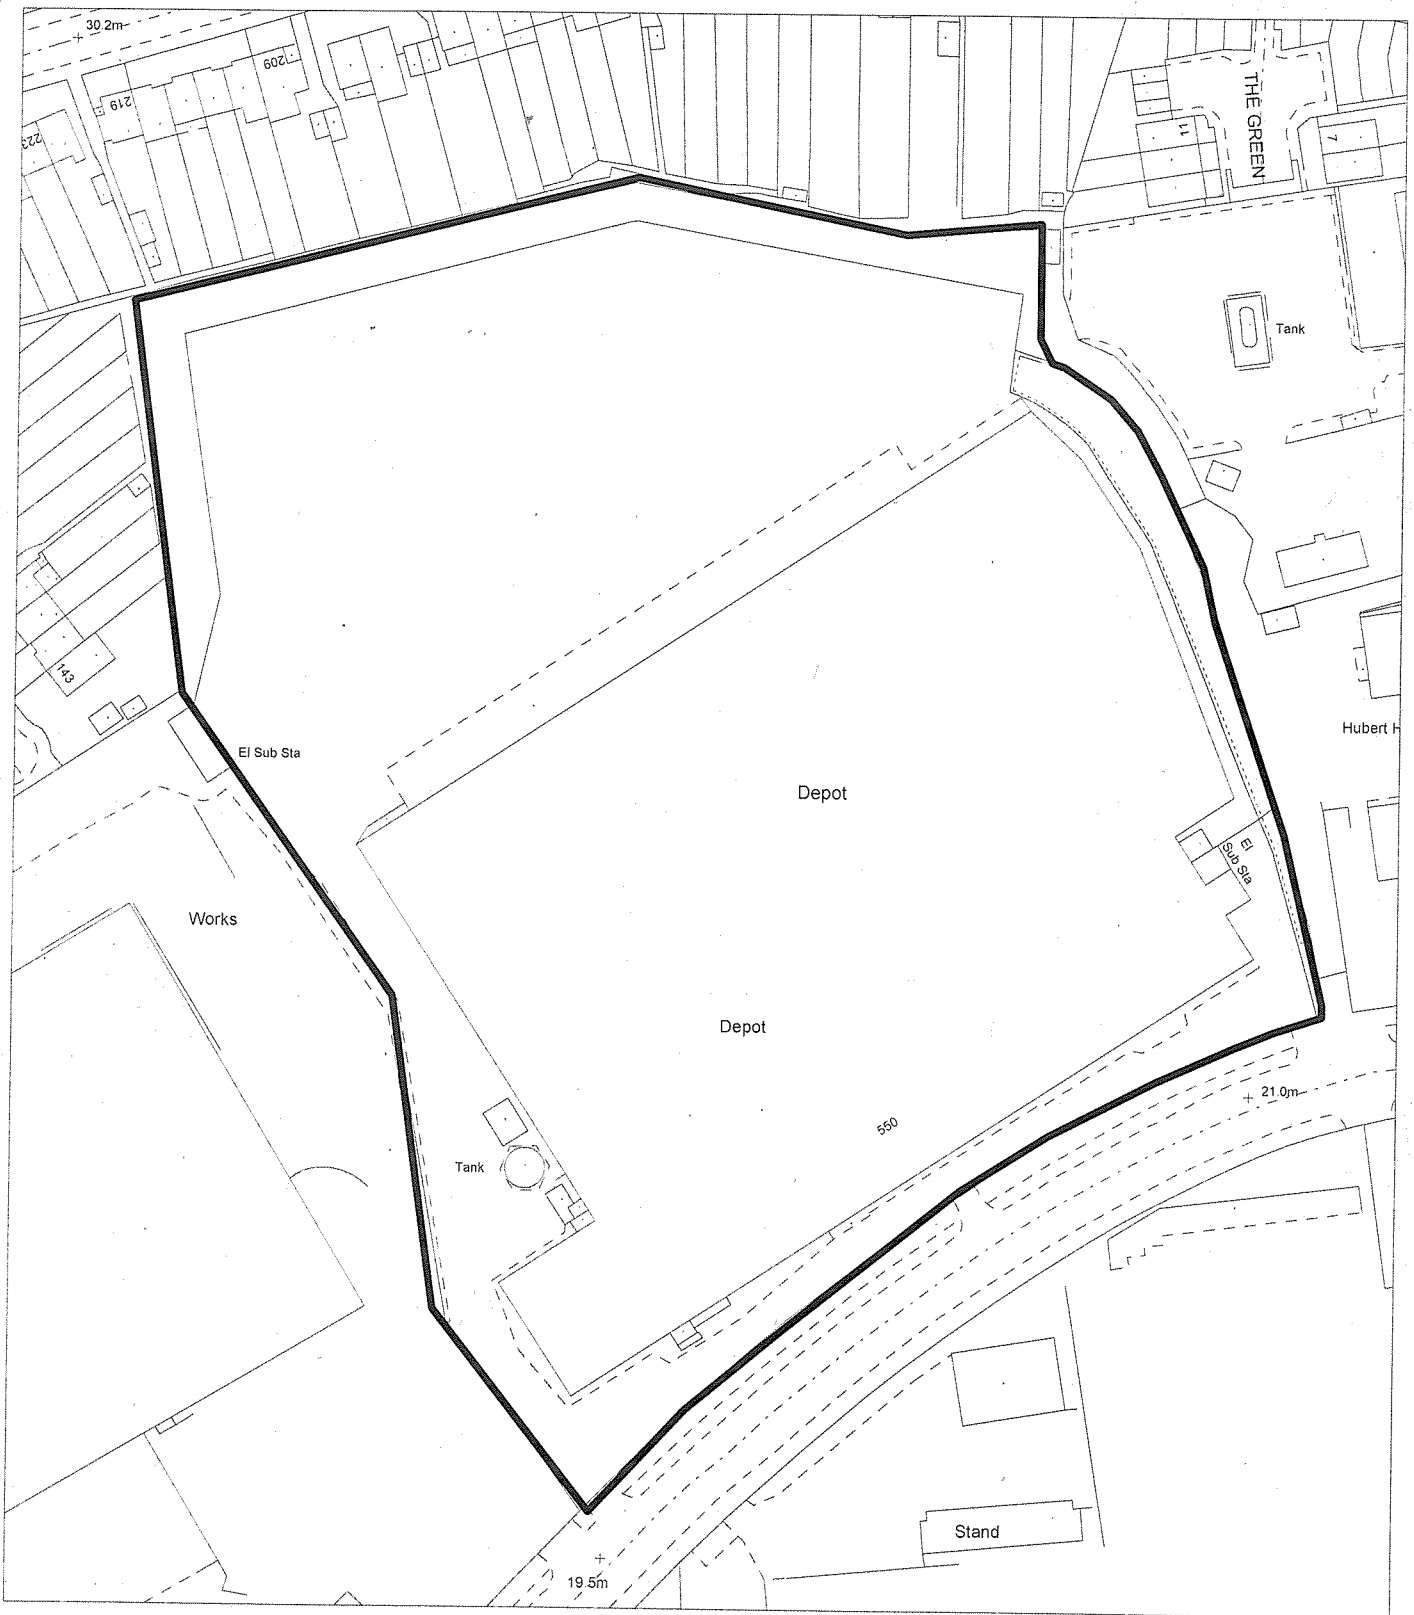 30.2m
209
219
223
THE GREEN
11
7
Tank
143
Hubert H
El Sub Sta
Depot
El
Sub Sta
Works
Depot
21.0m
550
Tank
Stand
19.5m